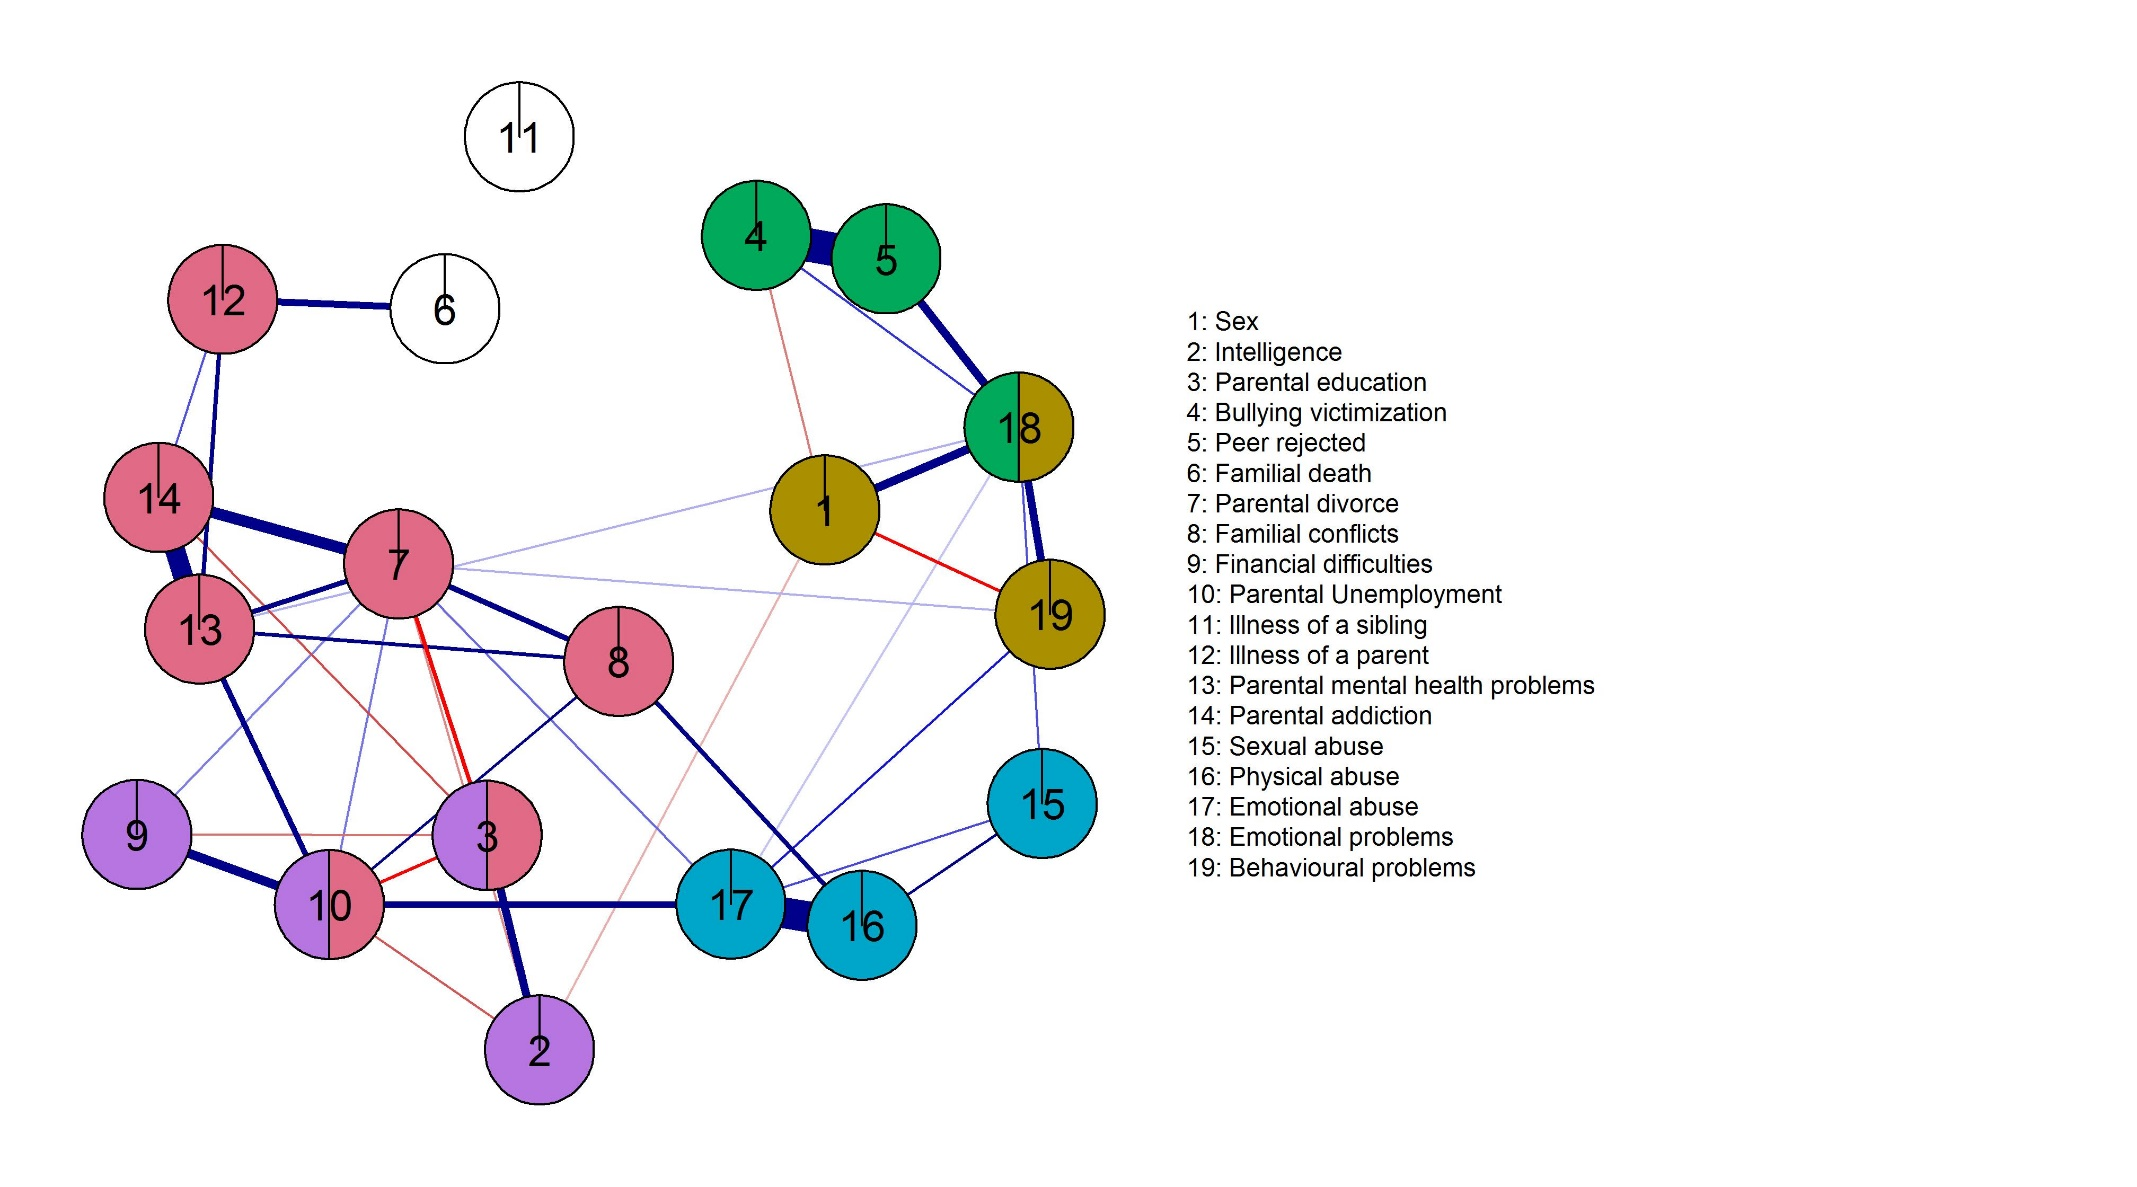 11
4
5
12
6
18
14
1
7
19
13
8
15
9
3
10
17
16
2
1: Sex
2: Intelligence
3: Parental education
4: Bullying victimization
5: Peer rejected
6: Familial death
7: Parental divorce
8: Familial conflicts
9: Financial difficulties
10: Parental Unemployment
11: Illness of a sibling
12: Illness of a parent
13: Parental mental health problems
14: Parental addiction
15: Sexual abuse
16: Physical abuse
17: Emotional abuse
18: Emotional problems
19: Behavioural problems